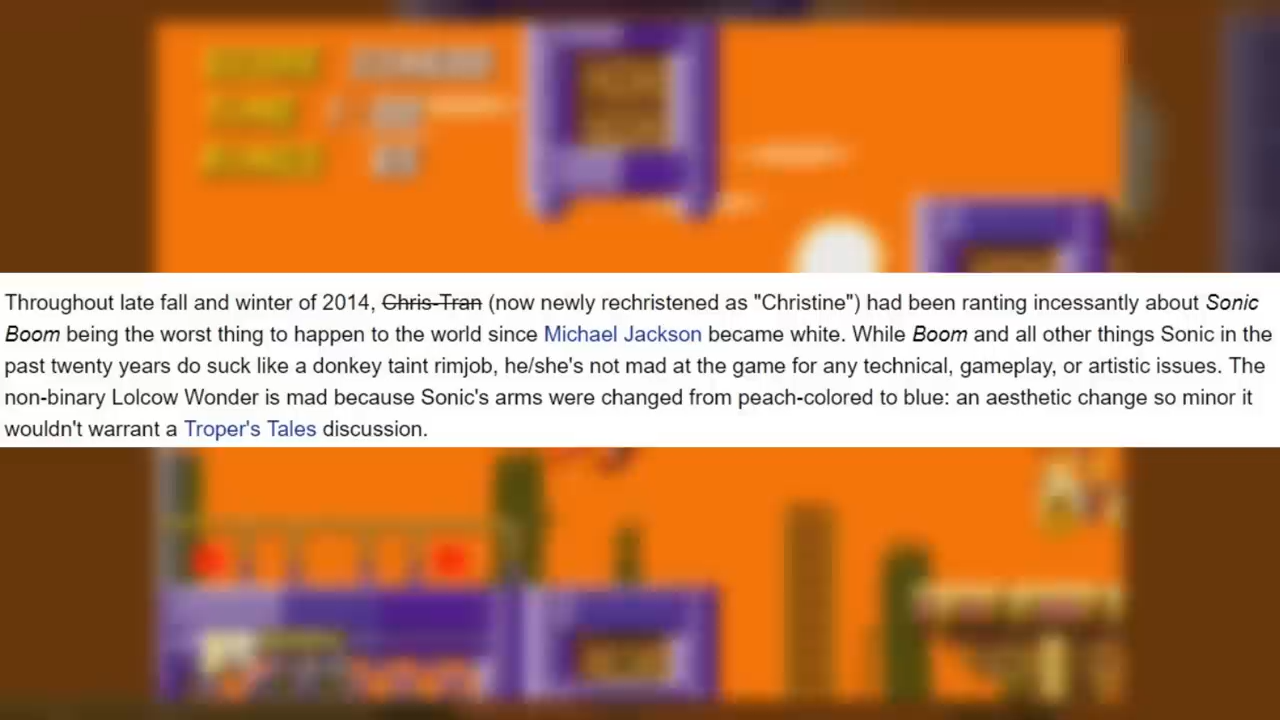 Throughout late fall and winter of 2014, Chris-Tran (now newly rechristened as "Christine") had been ranting incessantly about Sonic
Boom being the worst thing to happen to the world since Michael Jackson became white. While Boom and all other things Sonic in the
past twenty years do suck like a donkey taint rimjob, he/she's not mad at the game for any technical, gameplay, or artistic issues. The
non-binary Lolcow Wonder is mad because Sonic's arms were changed from peach-colored to blue: an aesthetic change so minor it
wouldn't warrant a Troper's Tales discussion.